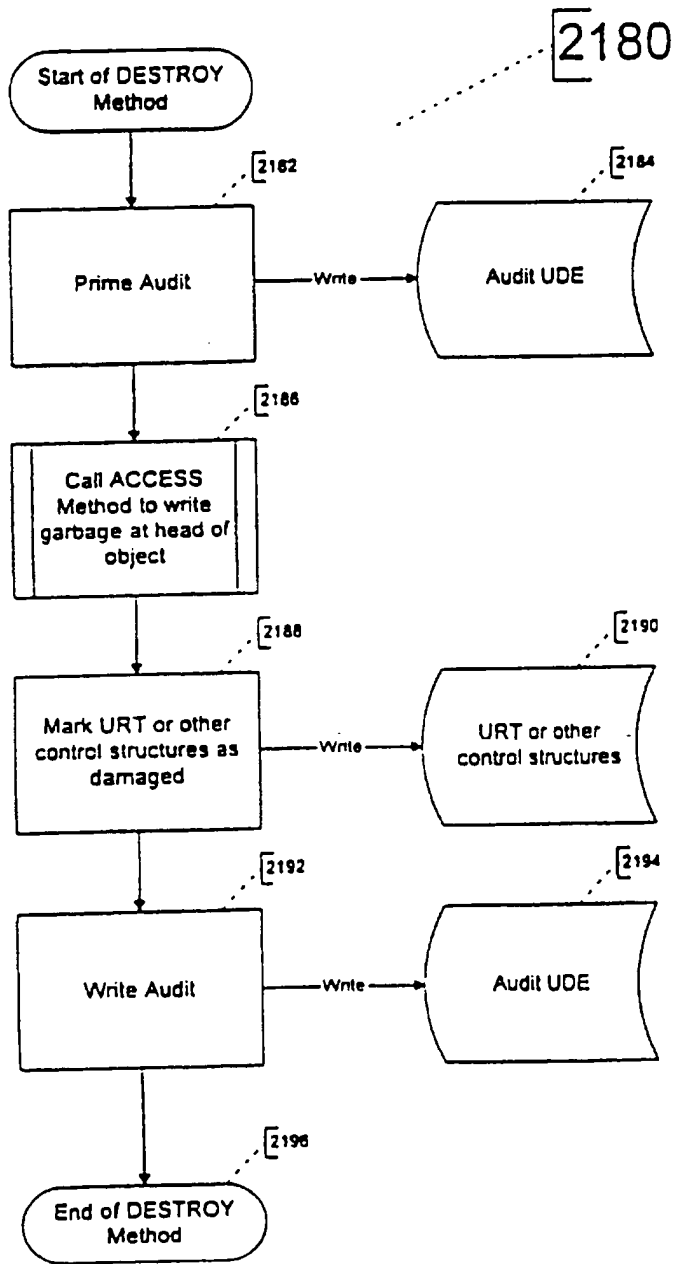 2180
Start of DESTROY
Method
2182
2184
Prime Audit
Write
Audit UDE
2186
Call ACCESS
Method to write
garbage at head of
object
2188
2190
Mark URT or other
control structures as
damaged
Write
URT or other
control structures
2192
2194
Write Audit
Write
Audit UDE
2196
End of DESTROY
Method